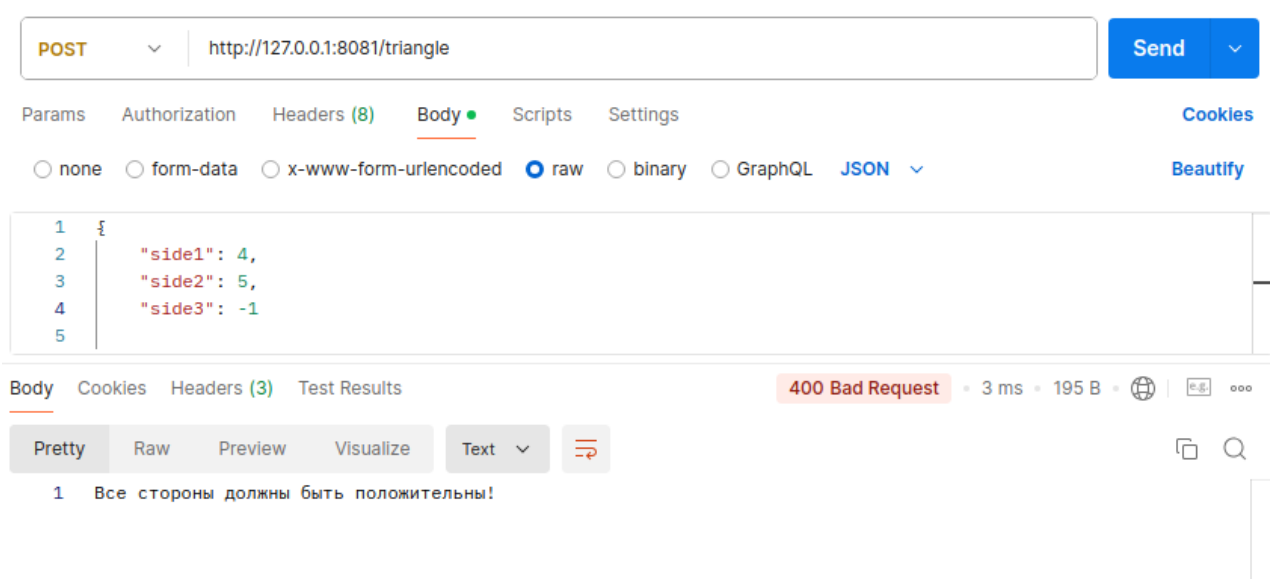 POST http://127.0.0.1:8081/triangle Send
Params Authorization Headers (8) Body Scripts Settings Cookies
none form-data x-www-form-urlencoded raw binary GraphQL JSON Beautify
1 {
2 "side1": 4,
3 "side2": 5,
4 "side3": -1
5
Body Cookies Headers (3) Test Results 400 Bad Request 3 ms 195 B e.g.
Pretty Raw Preview Visualize Text
1 Все стороны должны быть положительны!